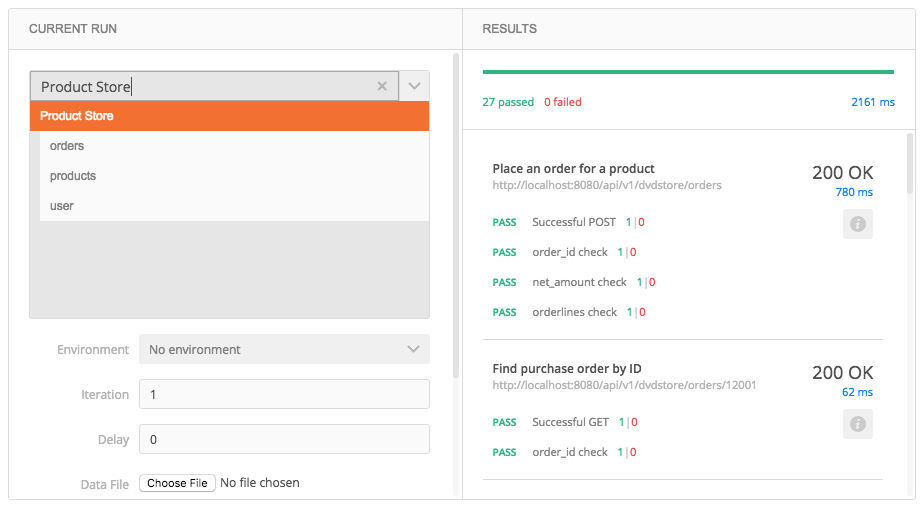 CURRENT RUN
Product Store
Product Store
orders
products
user
Environment No environment
Iteration 1
Delay 0
Data File Choose File No file chosen
RESULTS
27 passed 0 failed 2161 ms
Place an order for a product 200 OK
http://localhost:8080/api/v1/dvdstore/orders 780 ms
PASS Successful POST 1|0
PASS order_id check 1|0
PASS net_amount check 1|0
PASS orderlines check 1|0
Find purchase order by ID 200 OK
http://localhost:8080/api/v1/dvdstore/orders/12001 62 ms
PASS Successful GET 1|0
PASS order_id check 1|0